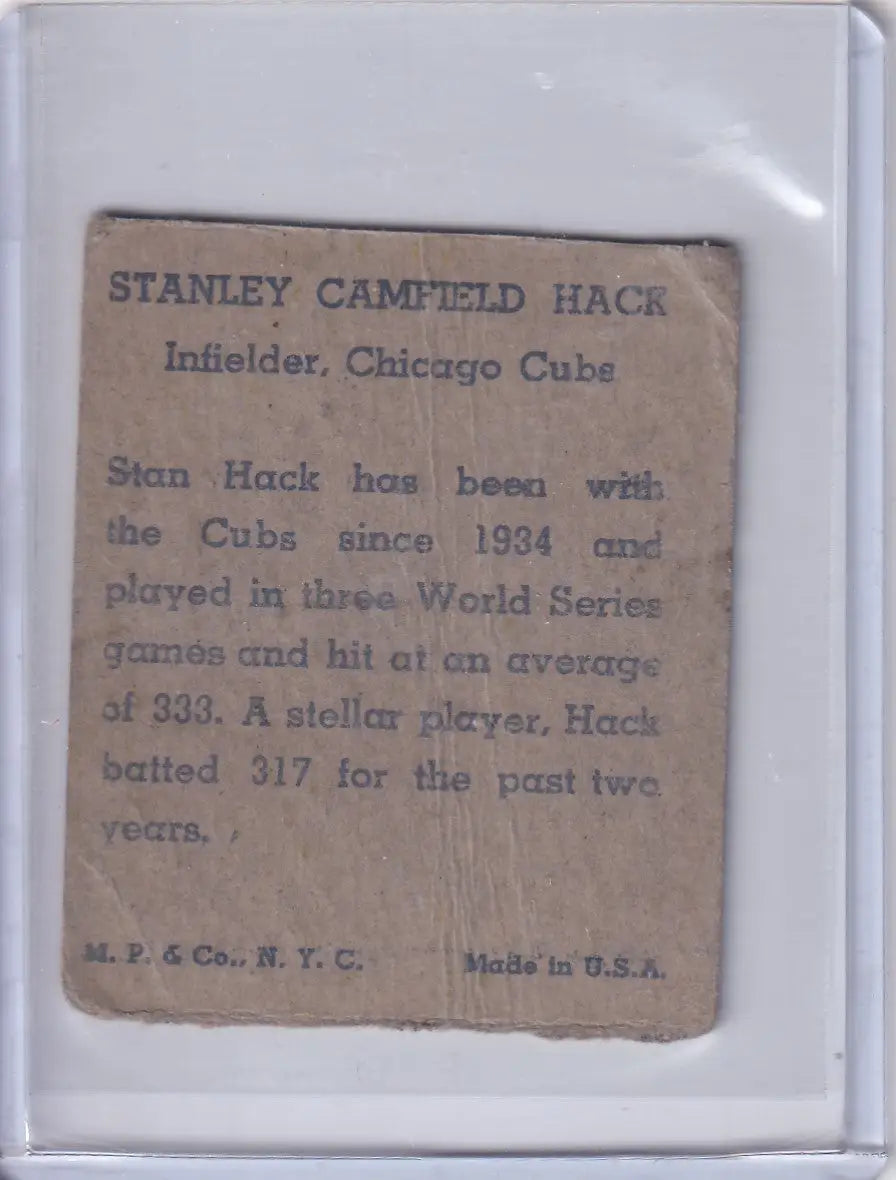 STANLEY CAMFIELD HACK
Infielder, Chicago Cubs
Stan Hack has been with
the Cubs since 1934 and
played in three World Series
games and hit at an average
of 333. A stellar player, Hack
batted 317 for the past two
years.
M. P. & Co., N. Y. C. Made in U.S.A.